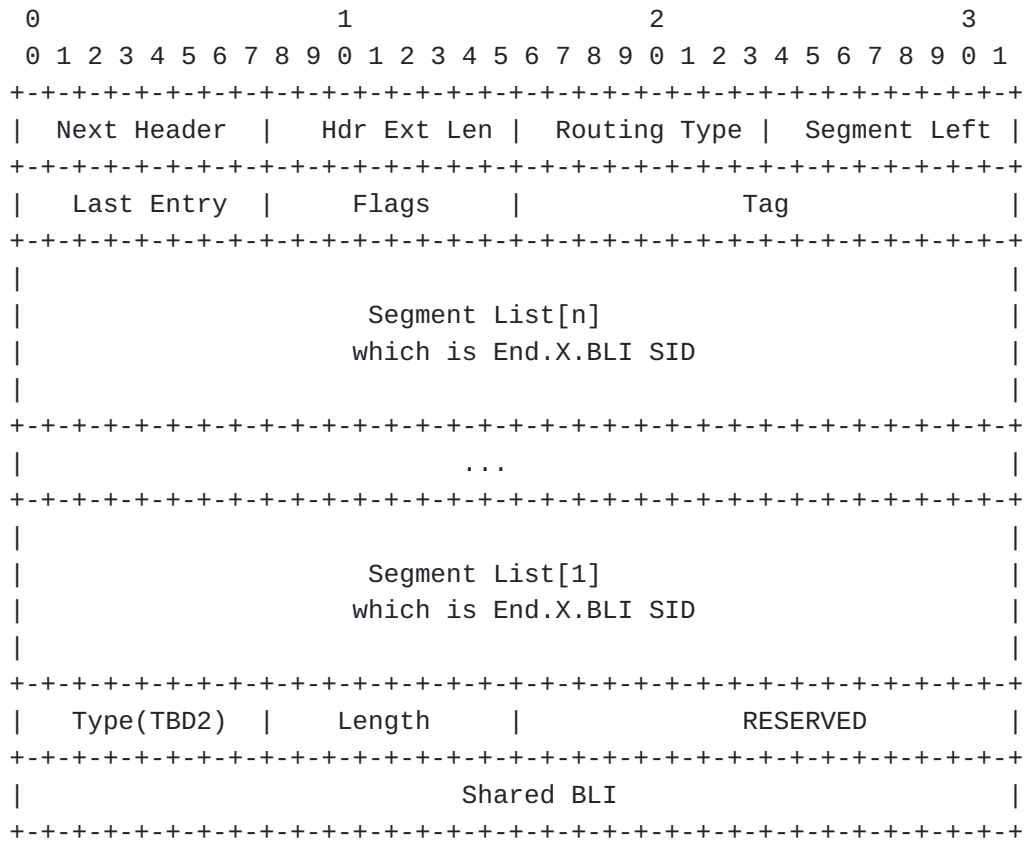 0                   1                   2                   3
 0 1 2 3 4 5 6 7 8 9 0 1 2 3 4 5 6 7 8 9 0 1 2 3 4 5 6 7 8 9 0 1
+-+-+-+-+-+-+-+-+-+-+-+-+-+-+-+-+-+-+-+-+-+-+-+-+-+-+-+-+-+-+-+-+
|  Next Header  |   Hdr Ext Len |  Routing Type |  Segment Left |
+-+-+-+-+-+-+-+-+-+-+-+-+-+-+-+-+-+-+-+-+-+-+-+-+-+-+-+-+-+-+-+-+
|   Last Entry  |     Flags     |              Tag              |
+-+-+-+-+-+-+-+-+-+-+-+-+-+-+-+-+-+-+-+-+-+-+-+-+-+-+-+-+-+-+-+-+
|                                                               |
|                      Segment List[n]                          |
|                     which is End.X.BLI SID                    |
|                                                               |
+-+-+-+-+-+-+-+-+-+-+-+-+-+-+-+-+-+-+-+-+-+-+-+-+-+-+-+-+-+-+-+-+
|                            ...                                |
+-+-+-+-+-+-+-+-+-+-+-+-+-+-+-+-+-+-+-+-+-+-+-+-+-+-+-+-+-+-+-+-+
|                                                               |
|                      Segment List[1]                          |
|                     which is End.X.BLI SID                    |
|                                                               |
+-+-+-+-+-+-+-+-+-+-+-+-+-+-+-+-+-+-+-+-+-+-+-+-+-+-+-+-+-+-+-+-+
|   Type(TBD2)  |    Length     |              RESERVED         |
+-+-+-+-+-+-+-+-+-+-+-+-+-+-+-+-+-+-+-+-+-+-+-+-+-+-+-+-+-+-+-+-+
|                            Shared BLI                         |
+-+-+-+-+-+-+-+-+-+-+-+-+-+-+-+-+-+-+-+-+-+-+-+-+-+-+-+-+-+-+-+-+